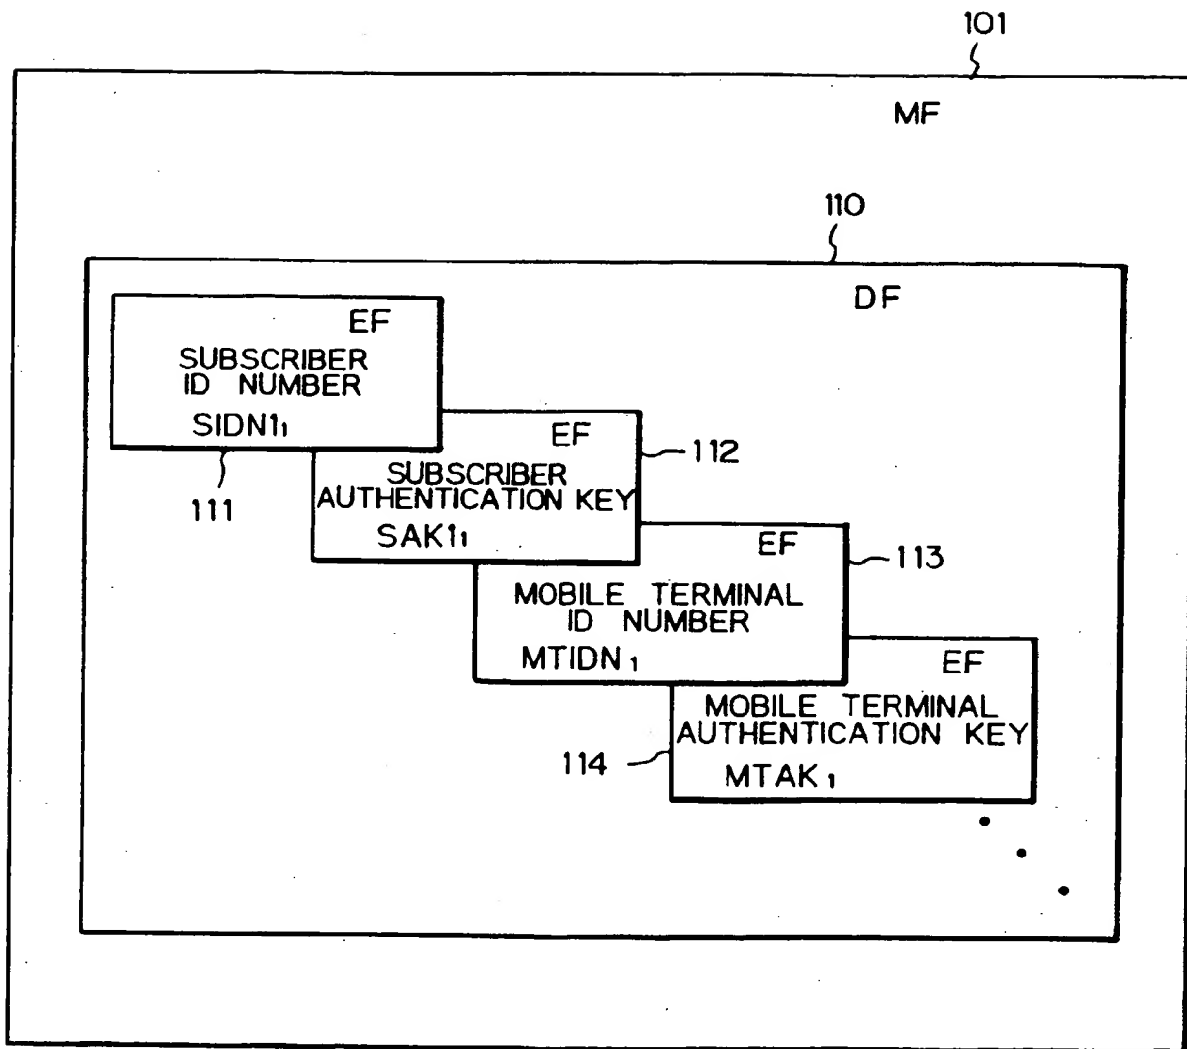 101
MF
110
DF
EF
SUBSCRIBER
ID NUMBER
SIDN1₁
111
EF
SUBSCRIBER
AUTHENTICATION KEY
SAK1₁
112
EF
MOBILE TERMINAL
ID NUMBER
MTIDN₁
113
EF
MOBILE TERMINAL
AUTHENTICATION KEY
MTAK₁
114